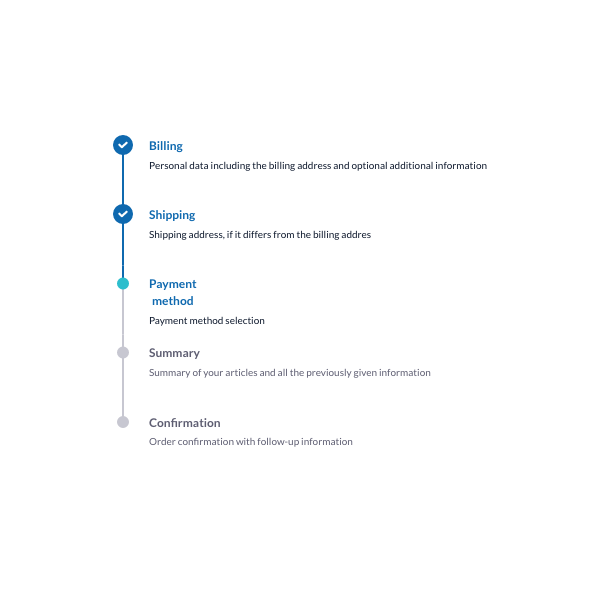 Billing
Personal data including the billing address and optional additional information
Shipping
Shipping address, if it differs from the billing addres
Payment
method
Payment method selection
Summary
Summary of your articles and all the previously given information
Confirmation
Order confirmation with follow-up information